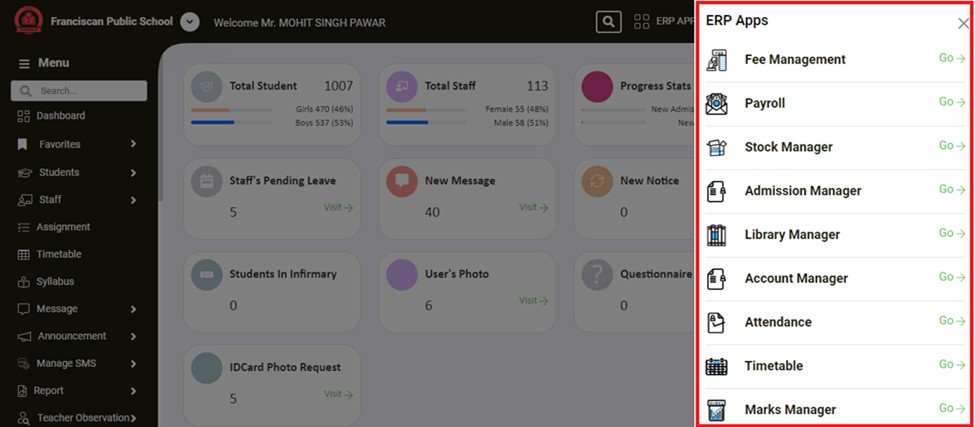 Franciscan Public School
Welcome Mr. MOHIT SINGH PAWAR
ERP APP
Menu
Search...
Dashboard
Favorites
Students
Staff
Assignment
Timetable
Syllabus
Message
Announcement
Manage SMS
Report
Teacher Observation
Total Student 1007
Girls 470 (46%)
Boys 537 (53%)
Total Staff 113
Female 55 (48%)
Male 58 (51%)
Progress Stats
New Admis
New
Staff's Pending Leave
5
Visit
New Message
40
Visit
New Notice
0
Students In Infirmary
0
User's Photo
6
Visit
Questionnaire
0
IDCard Photo Request
5
Visit
ERP Apps
Fee Management Go
Payroll Go
Stock Manager Go
Admission Manager Go
Library Manager Go
Account Manager Go
Attendance Go
Timetable Go
Marks Manager Go